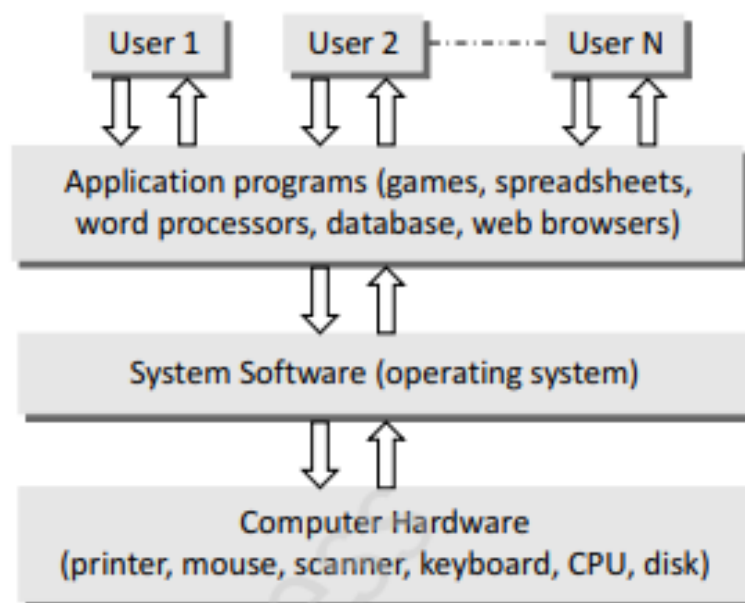 User 1
User 2
User N
Application programs (games, spreadsheets,
word processors, database, web browsers)
System Software (operating system)
Computer Hardware
(printer, mouse, scanner, keyboard, CPU, disk)